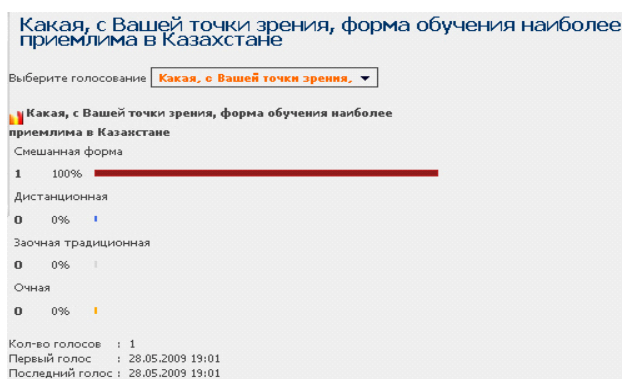 Какая, с Вашей точки зрения, форма обучения наиболее
приемлима в Казахстане
Выберите голосование Какая, с Вашей точки зрения,
Какая, с Вашей точки зрения, форма обучения наиболее
приемлима в Казахстане
Смешанная форма
1 100%
Дистанционная
0 0%
Заочная традиционная
0 0%
Очная
0 0%
Кол-во голосов : 1
Первый голос : 28.05.2009 19:01
Последний голос : 28.05.2009 19:01